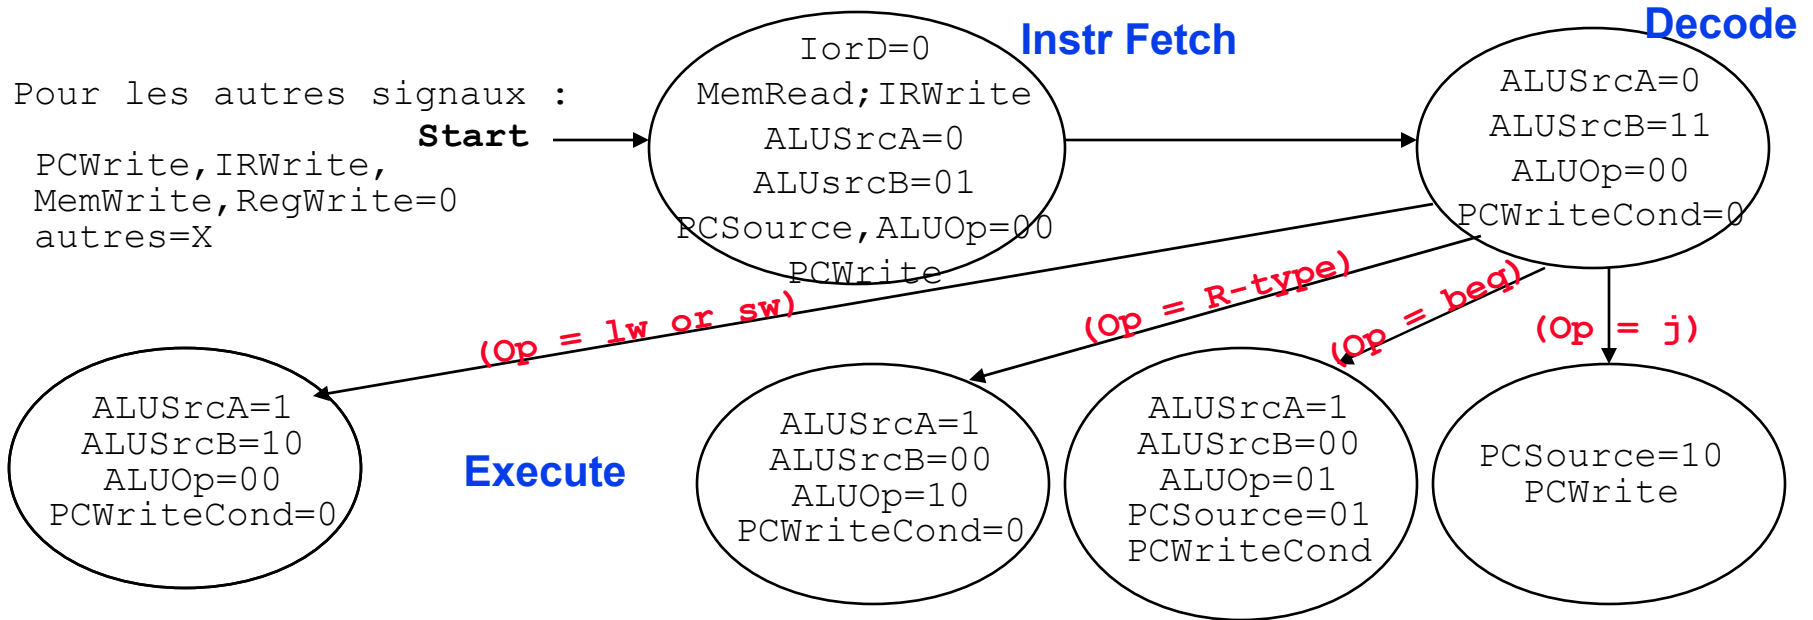 Instr Fetch
Decode
Pour les autres signaux :
Start
PCWrite,IRWrite,
MemWrite,RegWrite=0
autres=X
IorD=0
MemRead;IRWrite
ALUSrcA=0
ALUsrcB=01
PCSource,ALUOp=00
PCWrite
ALUSrcA=0
ALUSrcB=11
ALUOp=00
PCWriteCond=0
(Op = lw or sw)
(Op = R-type)
(Op = beq)
(Op = j)
ALUSrcA=1
ALUSrcB=10
ALUOp=00
PCWriteCond=0
Execute
ALUSrcA=1
ALUSrcB=00
ALUOp=10
PCWriteCond=0
ALUSrcA=1
ALUSrcB=00
ALUOp=01
PCSource=01
PCWriteCond
PCSource=10
PCWrite